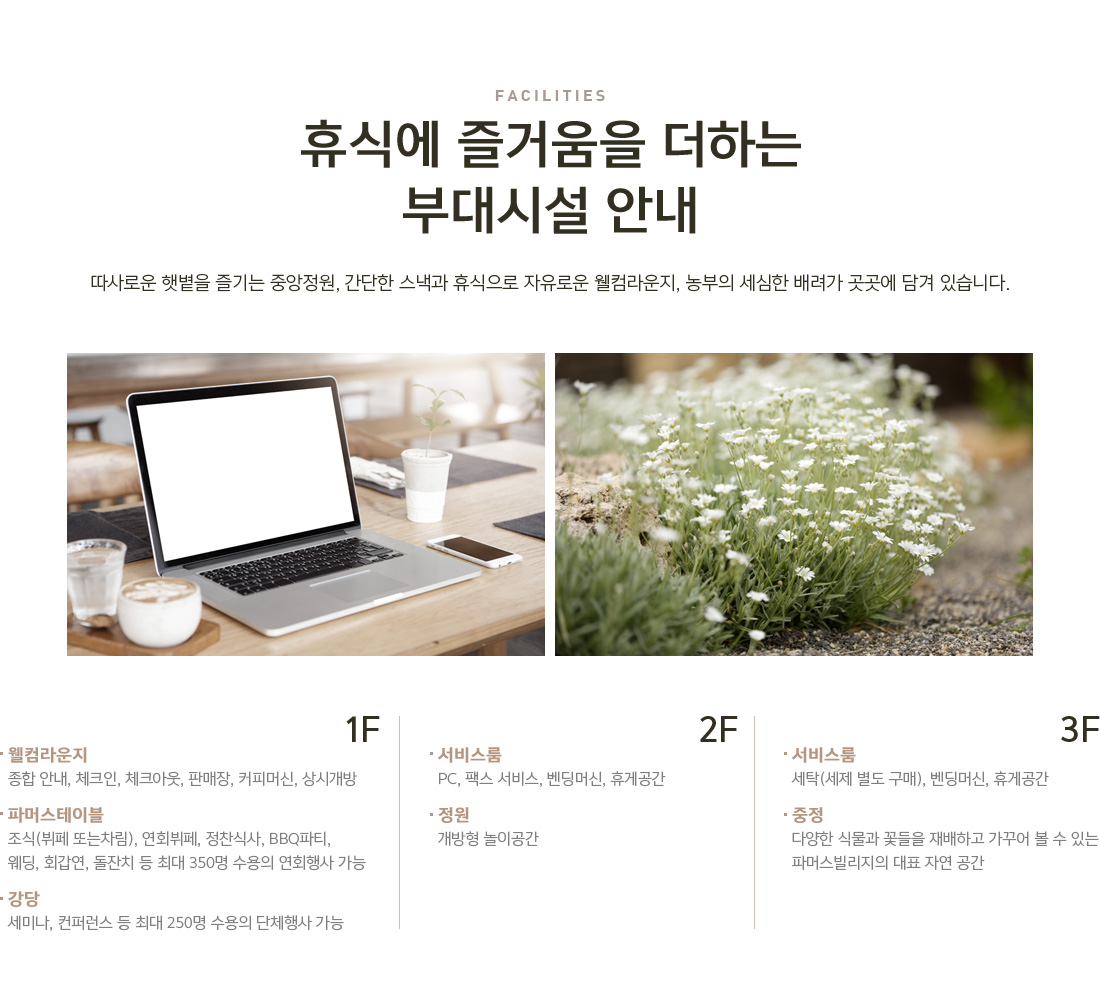 FACILITIES
휴식에 즐거움을 더하는
부대시설 안내
따사로운 햇볕을 즐기는 중앙정원, 간단한 스낵과 휴식으로 자유로운 웰컴라운지, 농부의 세심한 배려가 곳곳에 담겨 있습니다.
1F
· 웰컴라운지
종합 안내, 체크인, 체크아웃, 판매장, 커피머신, 상시개방
· 파머스테이블
조식(뷔페 또는차림), 연회뷔페, 정찬식사, BBQ파티,
웨딩, 회갑연, 돌잔치 등 최대 350명 수용의 연회행사 가능
· 강당
세미나, 컨퍼런스 등 최대 250명 수용의 단체행사 가능
2F
· 서비스룸
PC, 팩스 서비스, 벤딩머신, 휴게공간
· 정원
개방형 놀이공간
3F
· 서비스룸
세탁(세제 별도 구매), 벤딩머신, 휴게공간
· 중정
다양한 식물과 꽃들을 재배하고 가꾸어 볼 수 있는
파머스빌리지의 대표 자연 공간